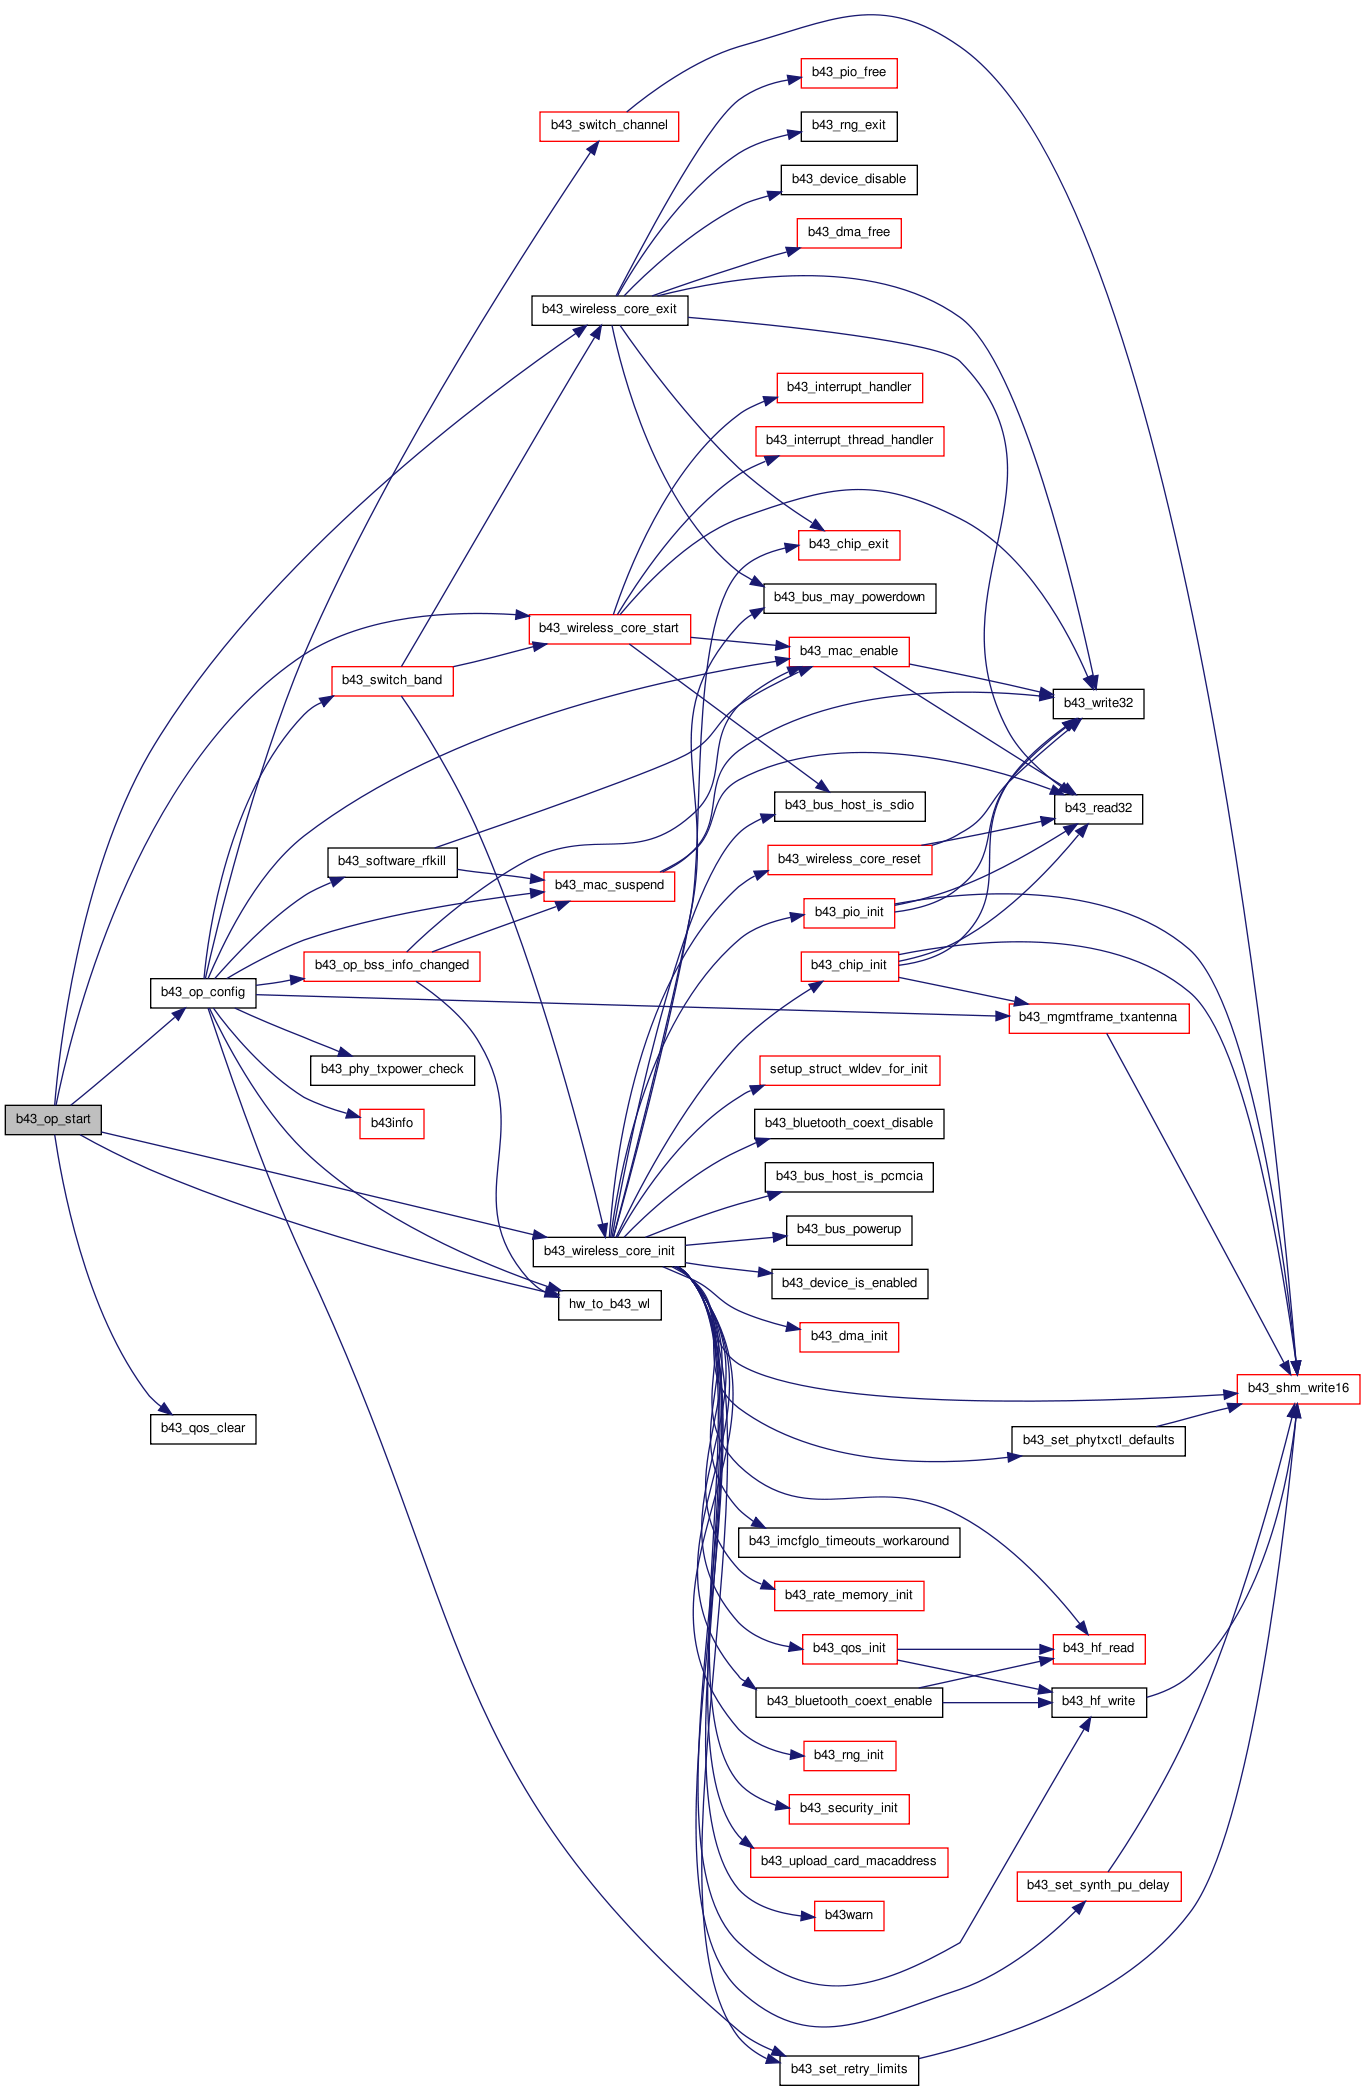 b43_pio_free
b43_switch_channel
b43_rng_exit
b43_device_disable
b43_dma_free
b43_wireless_core_exit
b43_interrupt_handler
b43_interrupt_thread_handler
b43_chip_exit
b43_bus_may_powerdown
b43_wireless_core_start
b43_mac_enable
b43_switch_band
b43_write32
b43_bus_host_is_sdio
b43_read32
b43_software_rfkill
b43_wireless_core_reset
b43_mac_suspend
b43_pio_init
b43_op_bss_info_changed
b43_chip_init
b43_op_config
b43_mgmtframe_txantenna
b43_phy_txpower_check
setup_struct_wldev_for_init
b43_op_start
b43info
b43_bluetooth_coext_disable
b43_bus_host_is_pcmcia
b43_bus_powerup
b43_wireless_core_init
b43_device_is_enabled
hw_to_b43_wl
b43_dma_init
b43_shm_write16
b43_qos_clear
b43_set_phytxctl_defaults
b43_imcfglo_timeouts_workaround
b43_rate_memory_init
b43_qos_init
b43_hf_read
b43_bluetooth_coext_enable
b43_hf_write
b43_rng_init
b43_security_init
b43_upload_card_macaddress
b43_set_synth_pu_delay
b43warn
b43_set_retry_limits